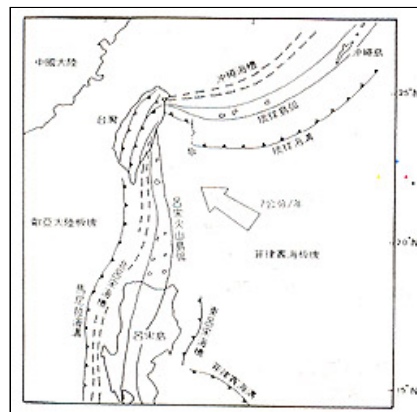 中國大陸
沖繩海槽
沖繩島
25°N
台灣
琉球島弧
琉球海溝
呂宋火山島弧
7公分/年
歐亞大陸板塊
菲律賓海板塊
20°N
馬尼拉海溝
呂宋島
菲律賓海溝
15°N